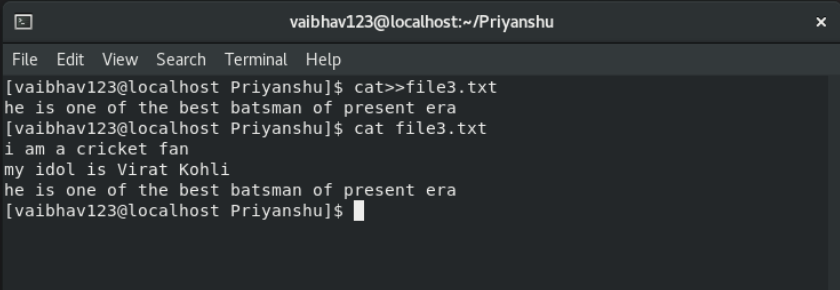 vaibhav123@localhost:~/Priyanshu
File Edit View Search Terminal Help
[vaibhav123@localhost Priyanshu]$ cat>>file3.txt
he is one of the best batsman of present era
[vaibhav123@localhost Priyanshu]$ cat file3.txt
i am a cricket fan
my idol is Virat Kohli
he is one of the best batsman of present era
[vaibhav123@localhost Priyanshu]$